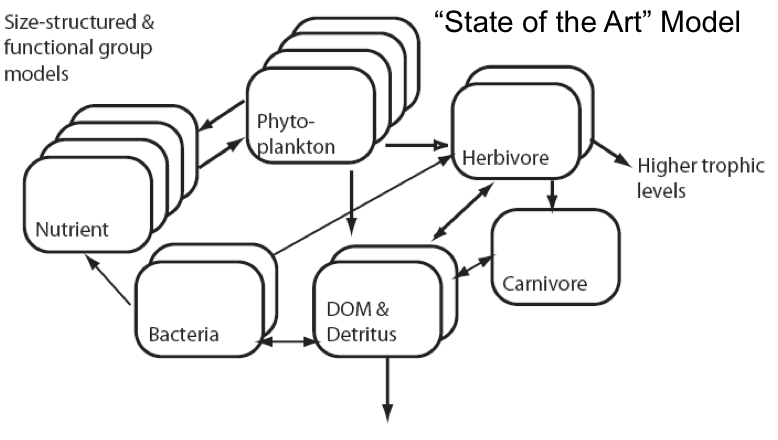 Size-structured &
functional group
models
“State of the Art” Model
Phyto-
plankton
Herbivore
Higher trophic
levels
Nutrient
Carnivore
Bacteria
DOM &
Detritus